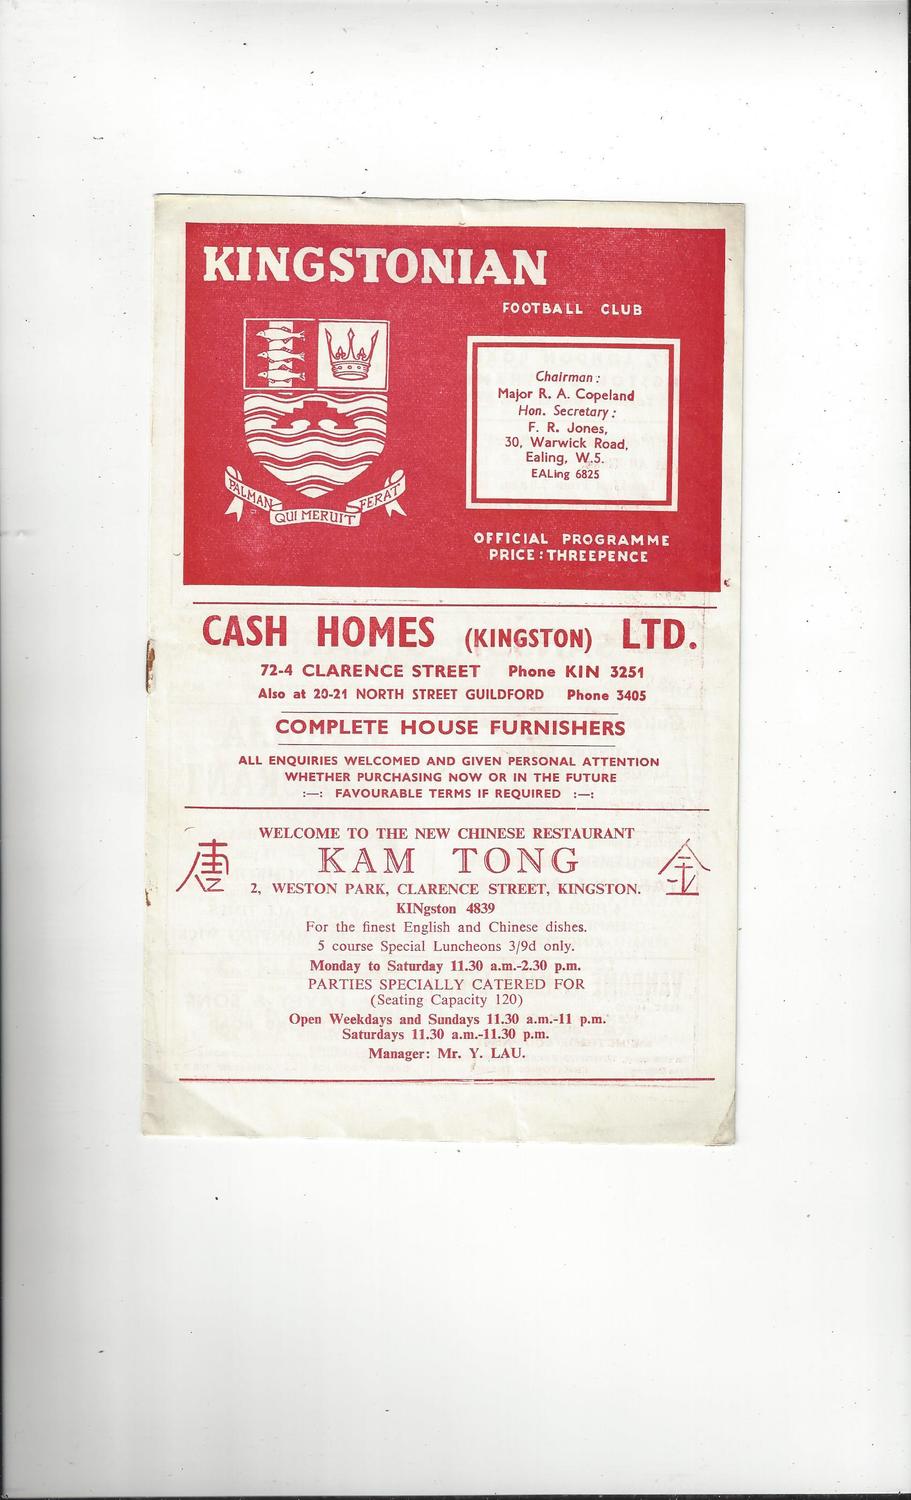 KINGSTONIAN
FOOTBALL CLUB
PALMAN QUI MERUIT FERAT
Chairman :
Major R. A. Copeland
Hon. Secretary :
F. R. Jones,
30, Warwick Road,
Ealing, W.5.
EALing 6825
OFFICIAL PROGRAMME
PRICE : THREEPENCE
CASH HOMES (KINGSTON) LTD.
72-4 CLARENCE STREET Phone KIN 3251
Also at 20-21 NORTH STREET GUILDFORD Phone 3405
COMPLETE HOUSE FURNISHERS
ALL ENQUIRIES WELCOMED AND GIVEN PERSONAL ATTENTION
WHETHER PURCHASING NOW OR IN THE FUTURE
:—: FAVOURABLE TERMS IF REQUIRED :—:
WELCOME TO THE NEW CHINESE RESTAURANT
唐 KAM TONG 金
2, WESTON PARK, CLARENCE STREET, KINGSTON.
KINgston 4839
For the finest English and Chinese dishes.
5 course Special Luncheons 3/9d only.
Monday to Saturday 11.30 a.m.-2.30 p.m.
PARTIES SPECIALLY CATERED FOR
(Seating Capacity 120)
Open Weekdays and Sundays 11.30 a.m.-11 p.m.
Saturdays 11.30 a.m.-11.30 p.m.
Manager: Mr. Y. LAU.